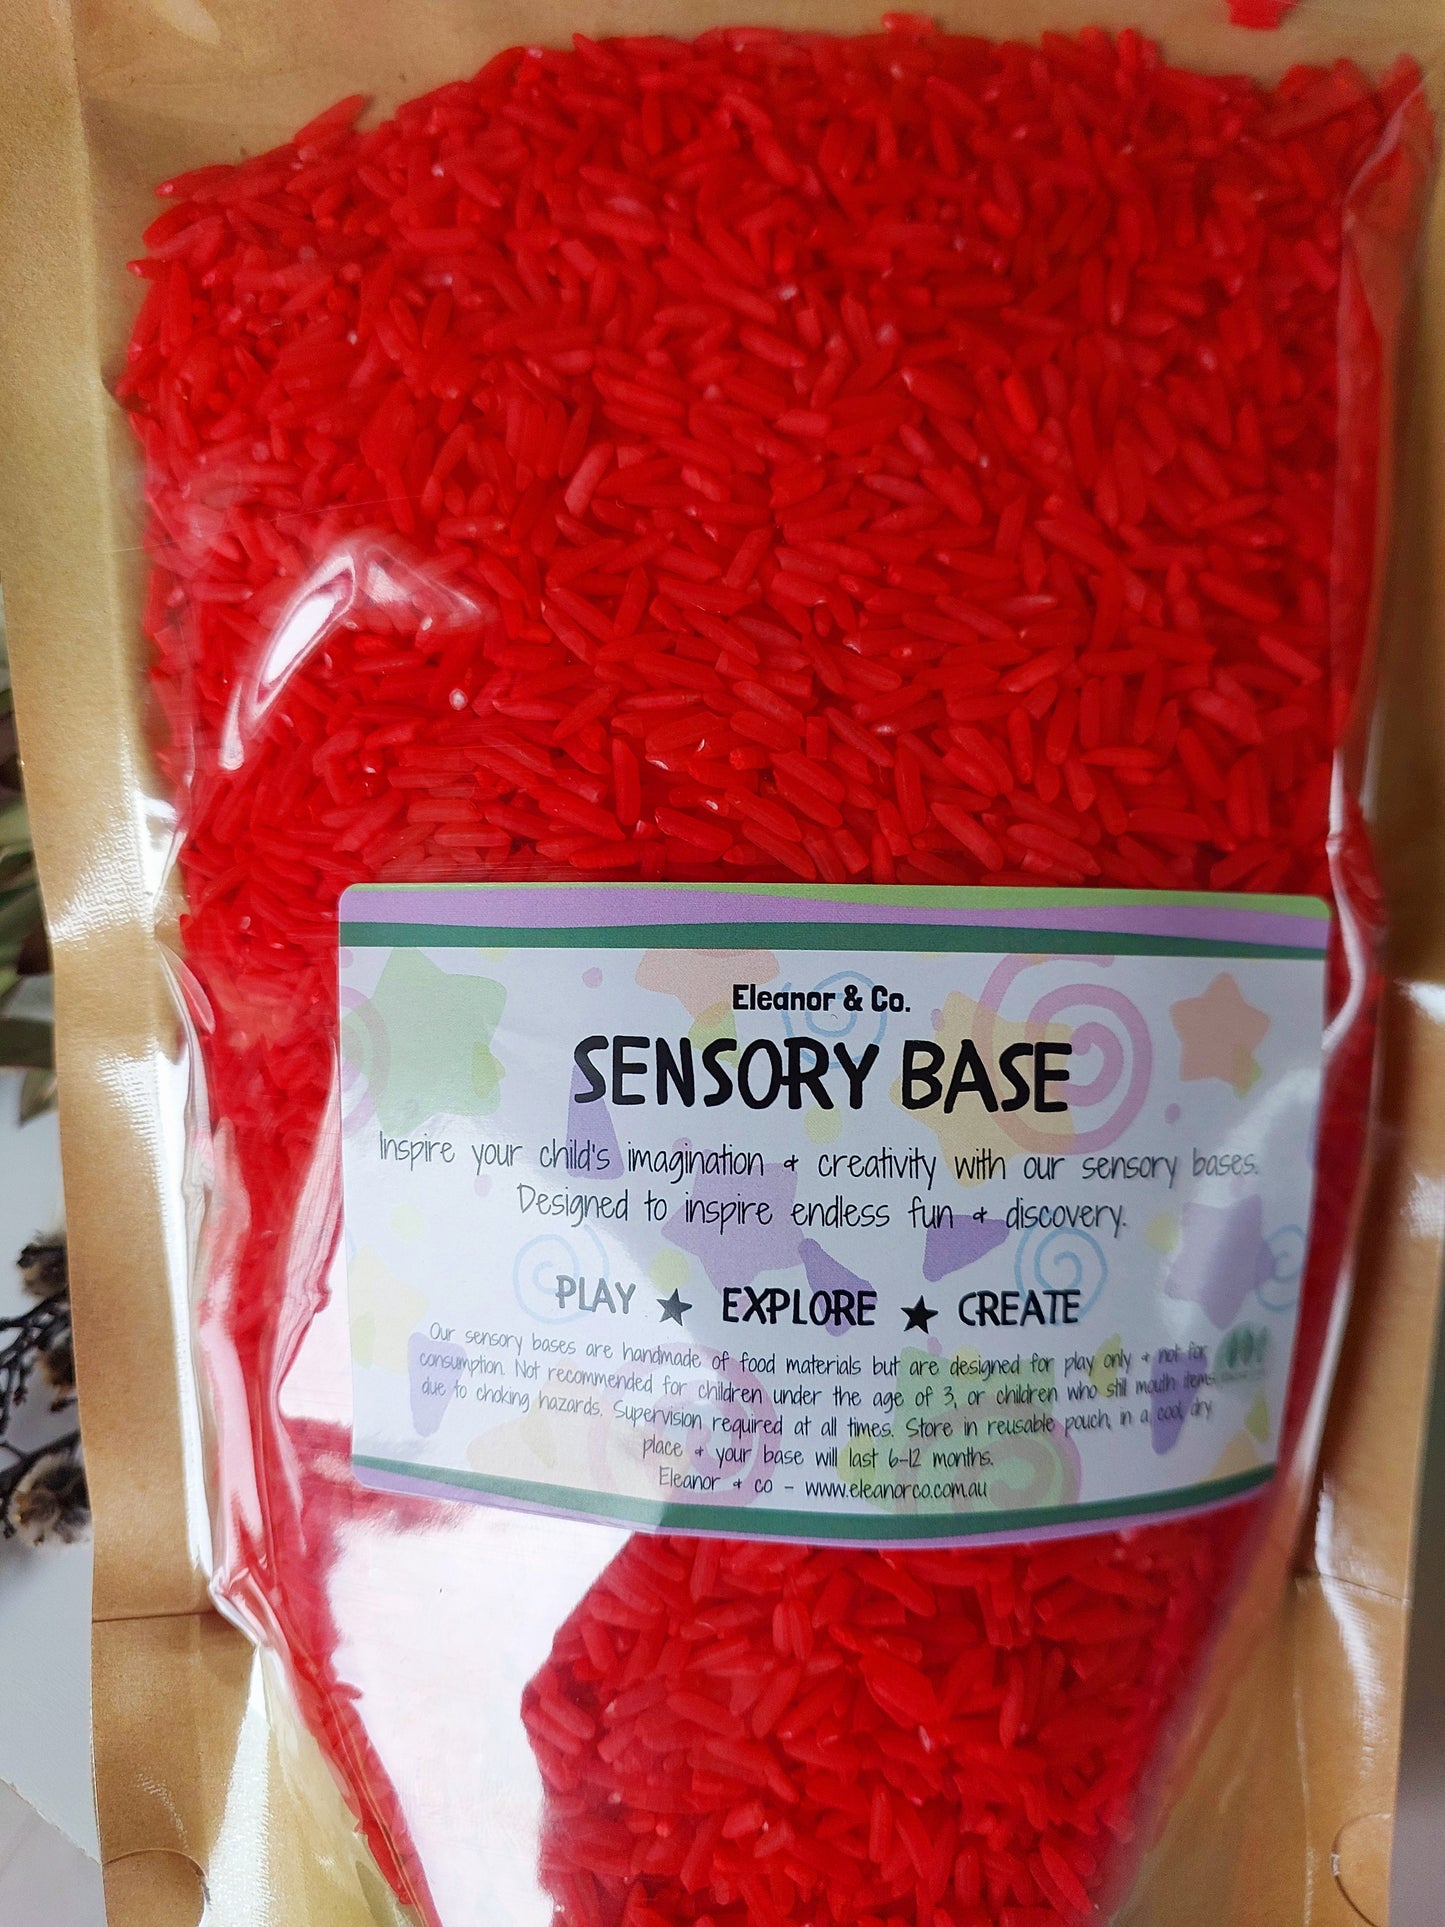 Eleanor & Co.
SENSORY BASE
Inspire your child's imagination & creativity with our sensory bases.
Designed to inspire endless fun & discovery.
PLAY ★ EXPLORE ★ CREATE
Our sensory bases are handmade of food materials but are designed for play only & not for
consumption. Not recommended for children under the age of 3, or children who still mouth items
due to choking hazards. Supervision required at all times. Store in reusable pouch, in a cool, dry
place & your base will last 6-12 months.
Eleanor & co - www.eleanorco.com.au